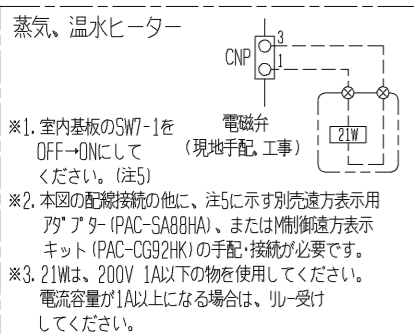 蒸気、温水ヒーター
CNP
3
1
電磁弁
(現地手配、工事)
21W
※1. 室内基板のSW7-1を
OFF→ONにして
ください。(注5)
※2. 本図の配線接続の他に、注5に示す別売遠方表示用
アダプター(PAC-SA88HA)、またはM制御遠方表示
キット(PAC-CG92HK)の手配・接続が必要です。
※3. 21Wは、200V 1A以下の物を使用してください。
電流容量が1A以上になる場合は、リレー受け
してください。